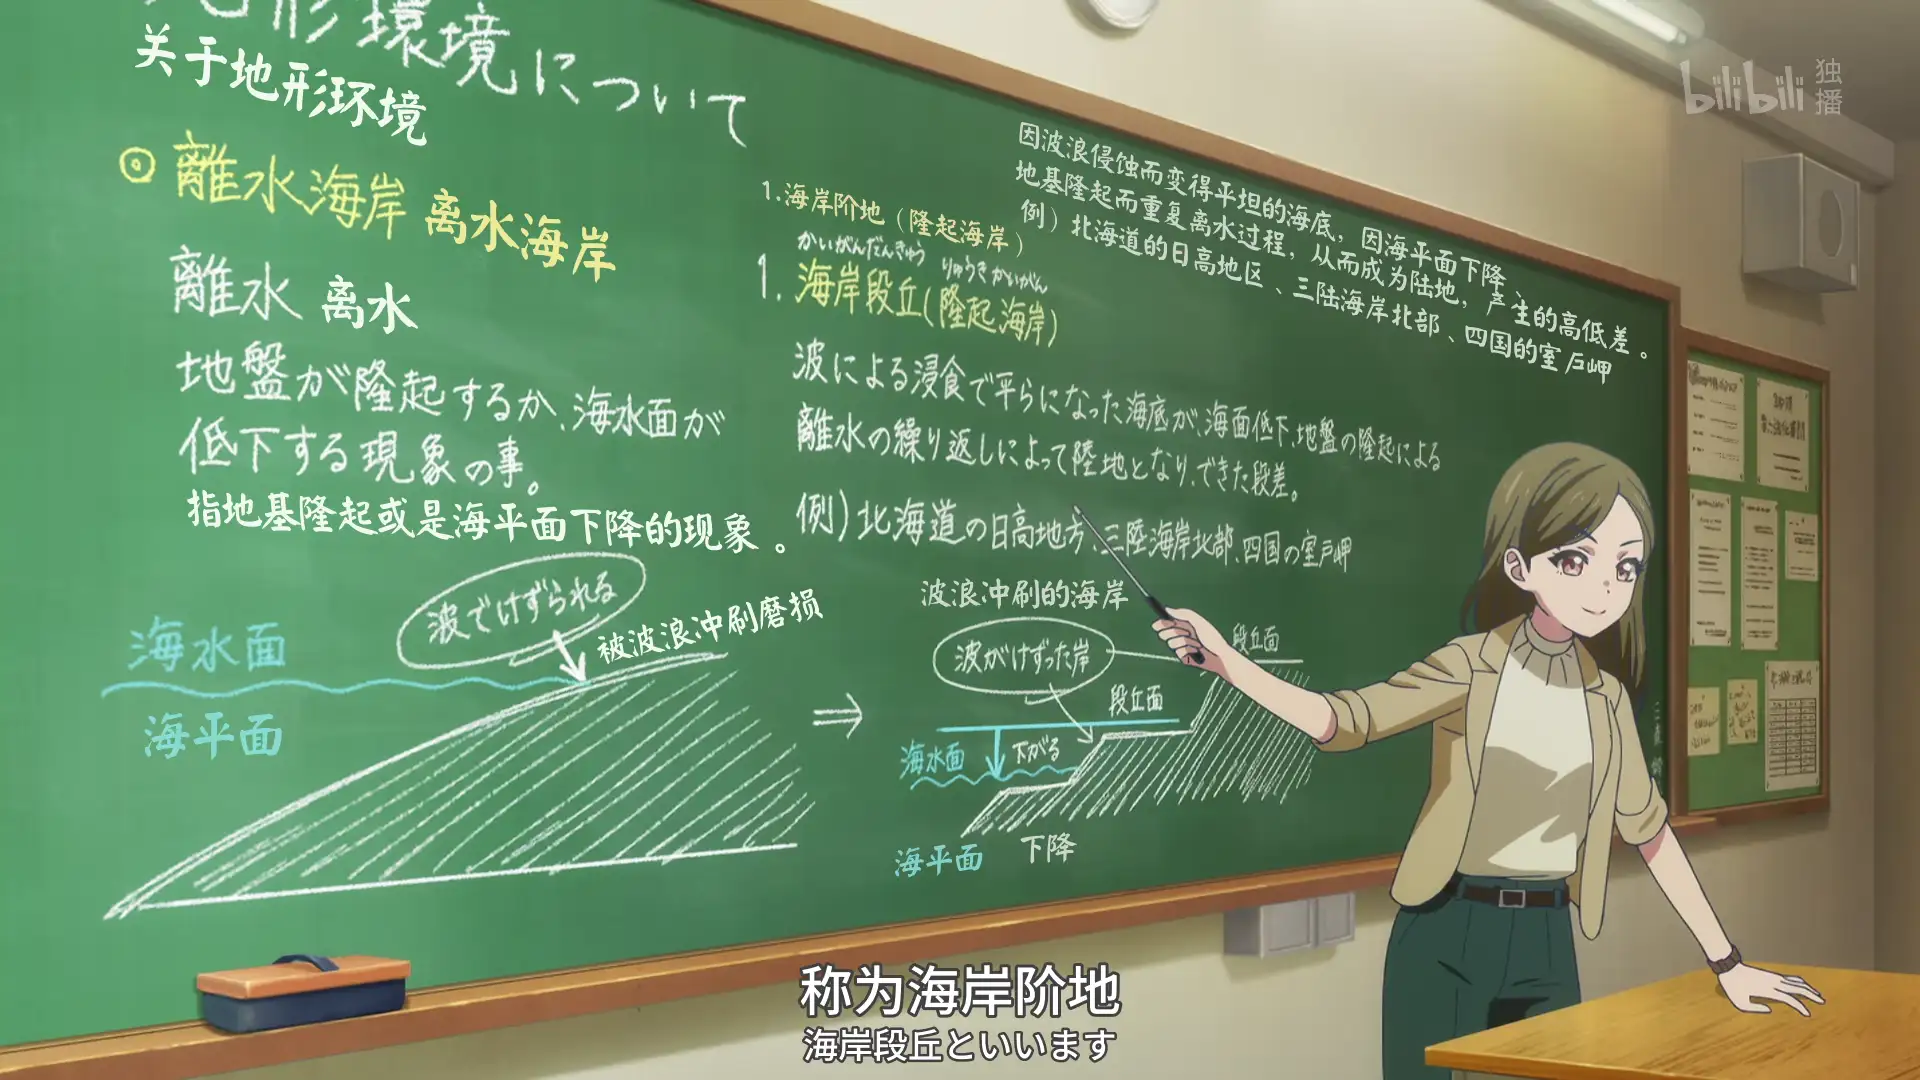 形環境について
关于地形环境
離水海岸 离水海岸
離水 离水
地盤が隆起するか、海水面が
低下する現象の事。
指地基隆起或是海平面下降的现象。
波でけずられる
被波浪冲刷磨损
海水面
海平面
1.海岸阶地（隆起海岸）
かいがんだんきゅう りゅうきかいがん
1.海岸段丘(隆起海岸)
波による浸食で平らになった海底が、海面低下、地盤の隆起による
離水の繰り返しによって陸地となり、できた段差。
例)北海道の日高地方、三陸海岸北部、四国の室戸岬
因波浪侵蚀而变得平坦的海底，因海平面下降、
地基隆起而重复离水过程，从而成为陆地，产生的高低差。
例）北海道的日高地区、三陆海岸北部、四国的室户岬
波浪冲刷的海岸
波がけずった岸
段丘面
段丘面
海水面
下がる
海平面
下降
bilibili 独播
称为海岸阶地
海岸段丘といいます